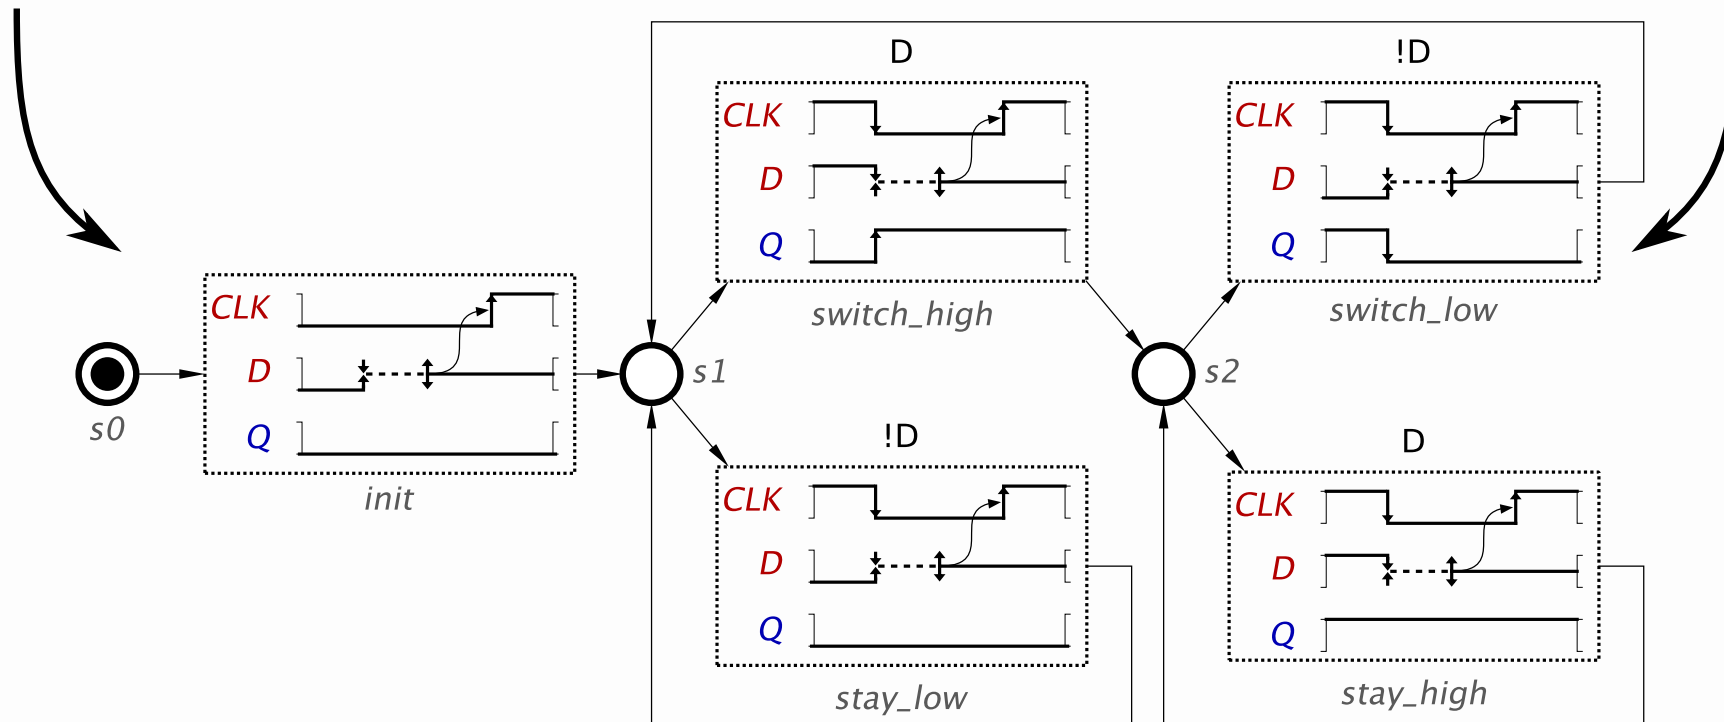 D
CLK
D
Q
switch_high
!D
CLK
D
Q
switch_low
s0
CLK
D
Q
init
s1
s2
!D
CLK
D
Q
stay_low
D
CLK
D
Q
stay_high